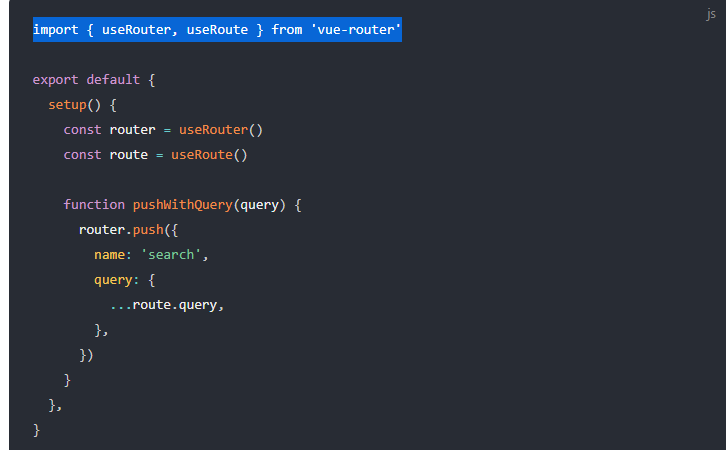 js
import { useRouter, useRoute } from 'vue-router'
export default {
setup() {
const router = useRouter()
const route = useRoute()
function pushWithQuery(query) {
router.push({
name: 'search',
query: {
...route.query,
},
})
}
},
}